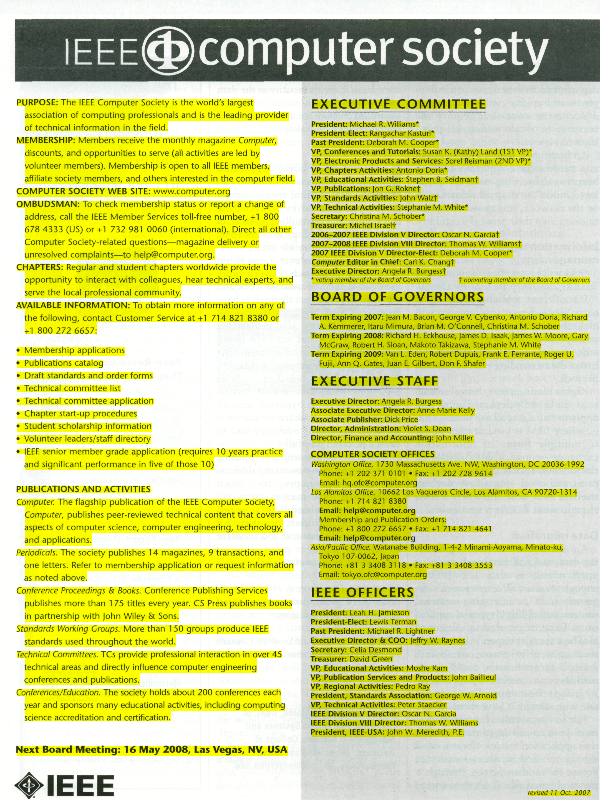 IEEE computer society
PURPOSE: The IEEE Computer Society is the world's largest
association of computing professionals and is the leading provider
of technical information in the field.
MEMBERSHIP: Members receive the monthly magazine Computer,
discounts, and opportunities to serve (all activities are led by
volunteer members). Membership is open to all IEEE members,
affiliate society members, and others interested in the computer field.
COMPUTER SOCIETY WEB SITE: www.computer.org
OMBUDSMAN: To check membership status or report a change of
address, call the IEEE Member Services toll-free number, +1 800
678 4333 (US) or +1 732 981 0060 (international). Direct all other
Computer Society-related questions—magazine delivery or
unresolved complaints—to help@computer.org.
CHAPTERS: Regular and student chapters worldwide provide the
opportunity to interact with colleagues, hear technical experts, and
serve the local professional community.
AVAILABLE INFORMATION: To obtain more information on any of
the following, contact Customer Service at +1 714 821 8380 or
+1 800 272 6657:
• Membership applications
• Publications catalog
• Draft standards and order forms
• Technical committee list
• Technical committee application
• Chapter start-up procedures
• Student scholarship information
• Volunteer leaders/staff directory
• IEEE senior member grade application (requires 10 years practice
and significant performance in five of those 10)
PUBLICATIONS AND ACTIVITIES
Computer. The flagship publication of the IEEE Computer Society,
Computer, publishes peer-reviewed technical content that covers all
aspects of computer science, computer engineering, technology,
and applications.
Periodicals. The society publishes 14 magazines, 9 transactions, and
one letters. Refer to membership application or request information
as noted above.
Conference Proceedings & Books. Conference Publishing Services
publishes more than 175 titles every year. CS Press publishes books
in partnership with John Wiley & Sons.
Standards Working Groups. More than 150 groups produce IEEE
standards used throughout the world.
Technical Committees. TCs provide professional interaction in over 45
technical areas and directly influence computer engineering
conferences and publications.
Conferences/Education. The society holds about 200 conferences each
year and sponsors many educational activities, including computing
science accreditation and certification.
Next Board Meeting: 16 May 2008, Las Vegas, NV, USA
IEEE
EXECUTIVE COMMITTEE
President: Michael R. Williams*
President-Elect: Rangachar Kasturi*
Past President: Deborah M. Cooper*
VP, Conferences and Tutorials: Susan K. (Kathy) Land (1ST VP)*
VP, Electronic Products and Services: Sorel Reisman (2ND VP)*
VP, Chapters Activities: Antonio Doria*
VP, Educational Activities: Stephen B. Seidman†
VP, Publications: Jon G. Rokne†
VP, Standards Activities: John Walz†
VP, Technical Activities: Stephanie M. White*
Secretary: Christina M. Schober*
Treasurer: Michel Israel†
2006–2007 IEEE Division V Director: Oscar N. Garcia†
2007–2008 IEEE Division VIII Director: Thomas W. Williams†
2007 IEEE Division V Director-Elect: Deborah M. Cooper*
Computer Editor in Chief: Carl K. Chang†
Executive Director: Angela R. Burgess†
* voting member of the Board of Governors † nonvoting member of the Board of Governors
BOARD OF GOVERNORS
Term Expiring 2007: Jean M. Bacon, George V. Cybenko, Antonio Doria, Richard
A. Kemmerer, Itaru Mimura, Brian M. O'Connell, Christina M. Schober
Term Expiring 2008: Richard H. Eckhouse, James D. Isaak, James W. Moore, Gary
McGraw, Robert H. Sloan, Makoto Takizawa, Stephanie M. White
Term Expiring 2009: Van L. Eden, Robert Dupuis, Frank E. Ferrante, Roger U.
Fujii, Ann Q. Gates, Juan E. Gilbert, Don F. Shafer
EXECUTIVE STAFF
Executive Director: Angela R. Burgess
Associate Executive Director: Anne Marie Kelly
Associate Publisher: Dick Price
Director, Administration: Violet S. Doan
Director, Finance and Accounting: John Miller
COMPUTER SOCIETY OFFICES
Washington Office. 1730 Massachusetts Ave. NW, Washington, DC 20036-1992
Phone: +1 202 371 0101 • Fax: +1 202 728 9614
Email: hq.ofc@computer.org
Los Alamitos Office. 10662 Los Vaqueros Circle, Los Alamitos, CA 90720-1314
Phone: +1 714 821 8380
Email: help@computer.org
Membership and Publication Orders:
Phone: +1 800 272 6657 • Fax: +1 714 821 4641
Email: help@computer.org
Asia/Pacific Office. Watanabe Building, 1-4-2 Minami-Aoyama, Minato-ku,
Tokyo 107-0062, Japan
Phone: +81 3 3408 3118 • Fax: +81 3 3408 3553
Email: tokyo.ofc@computer.org
IEEE OFFICERS
President: Leah H. Jamieson
President-Elect: Lewis Terman
Past President: Michael R. Lightner
Executive Director & COO: Jeffry W. Raynes
Secretary: Celia Desmond
Treasurer: David Green
VP, Educational Activities: Moshe Kam
VP, Publication Services and Products: John Baillieul
VP, Regional Activities: Pedro Ray
President, Standards Association: George W. Arnold
VP, Technical Activities: Peter Staecker
IEEE Division V Director: Oscar N. Garcia
IEEE Division VIII Director: Thomas W. Williams
President, IEEE-USA: John W. Meredith, P.E.
revised 11 Oct. 2007